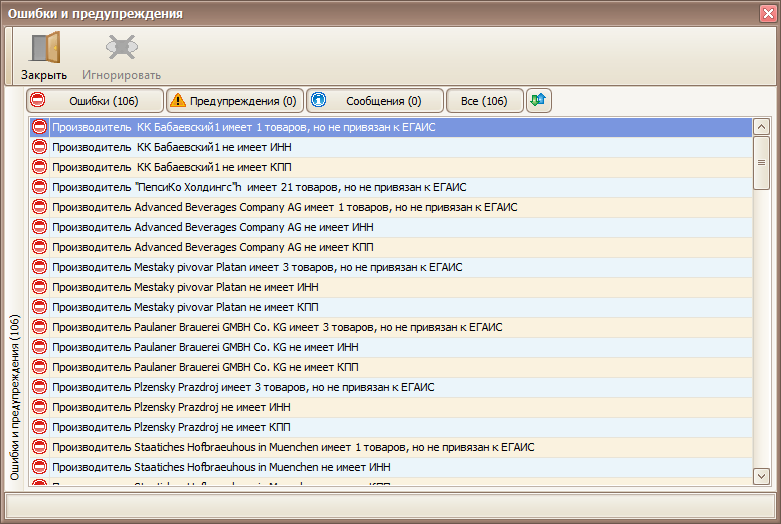 Ошибки и предупреждения
Закрыть
Игнорировать
Ошибки (106)
Предупреждения (0)
Сообщения (0)
Все (106)
Ошибки и предупреждения (106)
Производитель  КК Бабаевский1 имеет 1 товаров, но не привязан к ЕГАИС
Производитель  КК Бабаевский1 не имеет ИНН
Производитель  КК Бабаевский1 не имеет КПП
Производитель "ПепсиКо Холдингс"h  имеет 21 товаров, но не привязан к ЕГАИС
Производитель Advanced Beverages Company AG имеет 1 товаров, но не привязан к ЕГАИС
Производитель Advanced Beverages Company AG не имеет ИНН
Производитель Advanced Beverages Company AG не имеет КПП
Производитель Mestaky pivovar Platan имеет 3 товаров, но не привязан к ЕГАИС
Производитель Mestaky pivovar Platan не имеет ИНН
Производитель Mestaky pivovar Platan не имеет КПП
Производитель Paulaner Brauerei GMBH Co. KG имеет 3 товаров, но не привязан к ЕГАИС
Производитель Paulaner Brauerei GMBH Co. KG не имеет ИНН
Производитель Paulaner Brauerei GMBH Co. KG не имеет КПП
Производитель Plzensky Prazdroj имеет 3 товаров, но не привязан к ЕГАИС
Производитель Plzensky Prazdroj не имеет ИНН
Производитель Plzensky Prazdroj не имеет КПП
Производитель Staatiches Hofbraeuhous in Muenchen имеет 1 товаров, но не привязан к ЕГАИС
Производитель Staatiches Hofbraeuhous in Muenchen не имеет ИНН